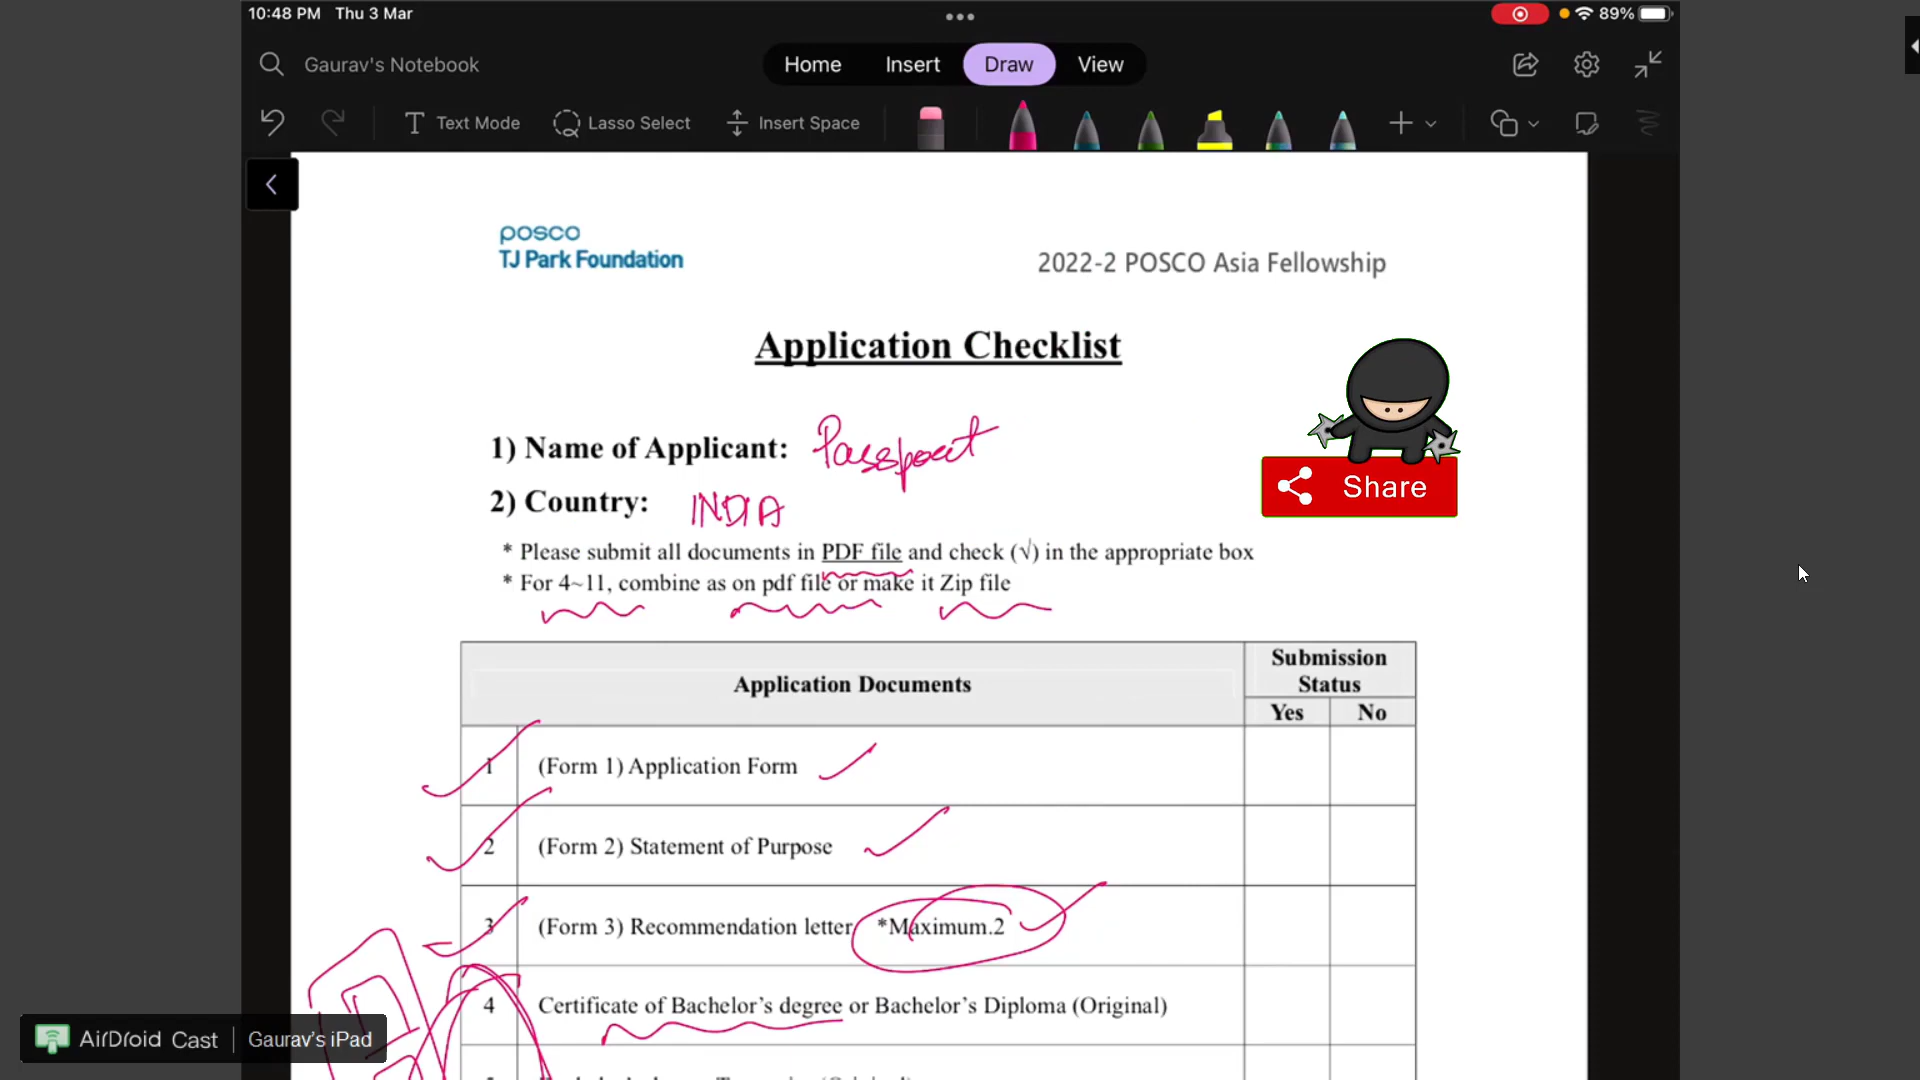 10:48 PM Thu 3 Mar
89%
Gaurav's Notebook
Home Insert Draw View
Text Mode Lasso Select Insert Space
posco
TJ Park Foundation
2022-2 POSCO Asia Fellowship
Application Checklist
1) Name of Applicant: Passport
2) Country: INDIA
Share
* Please submit all documents in PDF file and check (√) in the appropriate box
* For 4~11, combine as on pdf file or make it Zip file
Application Documents
Submission
Status
Yes No
1 (Form 1) Application Form
2 (Form 2) Statement of Purpose
3 (Form 3) Recommendation letter *Maximum.2
4 Certificate of Bachelor's degree or Bachelor's Diploma (Original)
AirDroid Cast | Gaurav's iPad